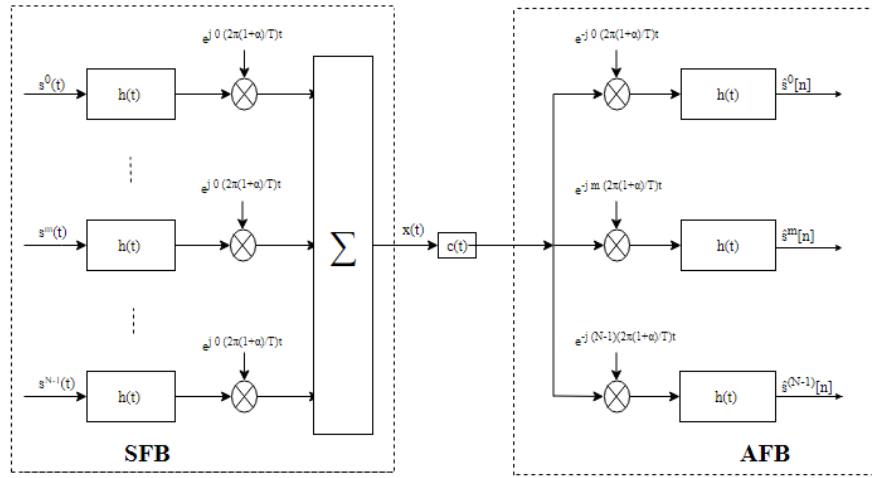 e^j 0 (2π(1+α)/T)t
s^0(t)
h(t)
e^j 0 (2π(1+α)/T)t
s^m(t)
h(t)
e^j 0 (2π(1+α)/T)t
s^N-1(t)
h(t)
SFB
∑
x(t)
c(t)
e^-j 0 (2π(1+α)/T)t
h(t)
ŝ^0[n]
e^-j m (2π(1+α)/T)t
h(t)
ŝ^m[n]
e^-j (N-1)(2π(1+α)/T)t
h(t)
ŝ^(N-1)[n]
AFB